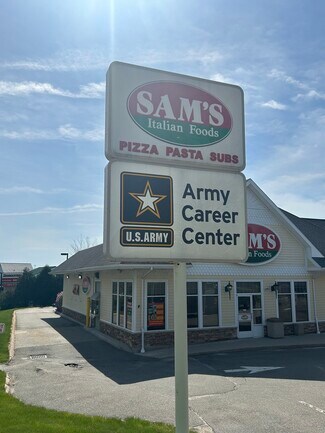 SAM'S
Italian Foods
PIZZA PASTA SUBS
U.S.ARMY
Army
Career
Center
SAM'S
Italian Foods